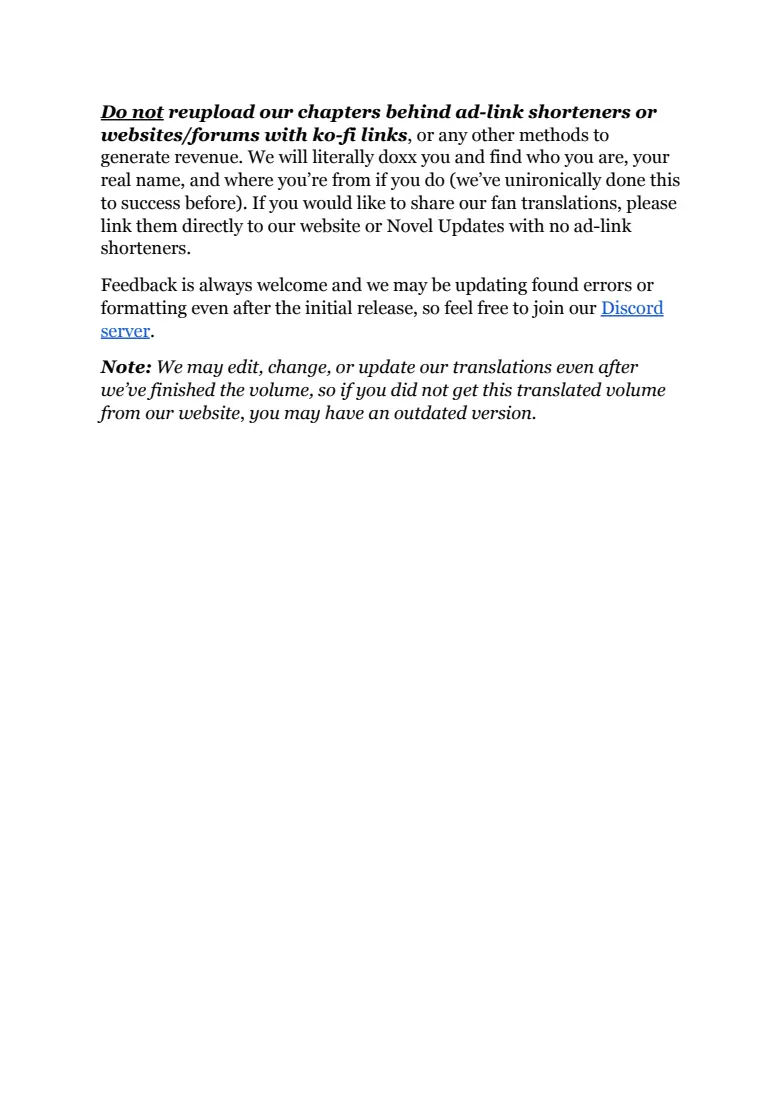 Do not reupload our chapters behind ad-link shorteners or
websites/forums with ko-fi links, or any other methods to
generate revenue. We will literally doxx you and find who you are, your
real name, and where you’re from if you do (we’ve unironically done this
to success before). If you would like to share our fan translations, please
link them directly to our website or Novel Updates with no ad-link
shorteners.
Feedback is always welcome and we may be updating found errors or
formatting even after the initial release, so feel free to join our Discord
server.
Note: We may edit, change, or update our translations even after
we’ve finished the volume, so if you did not get this translated volume
from our website, you may have an outdated version.